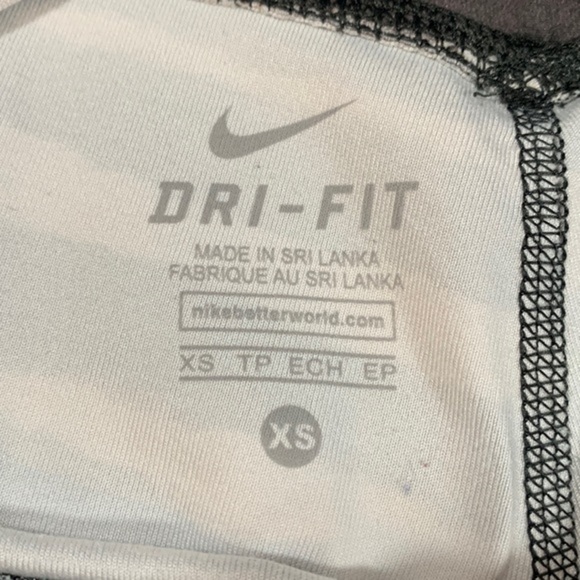 DRI-FIT
MADE IN SRI LANKA
FABRIQUE AU SRI LANKA
nikebetterworld.com
XS TP ECH EP
XS